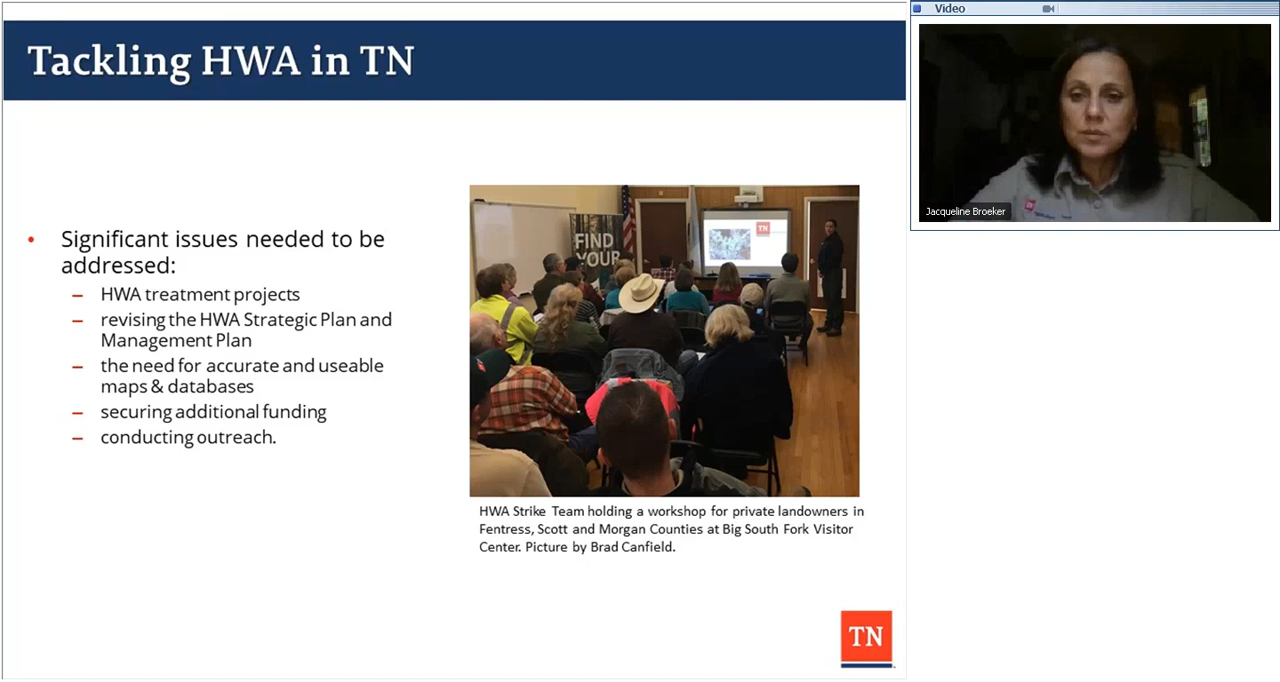 Tackling HWA in TN
Video
Jacqueline Broeker
• Significant issues needed to be
addressed:
– HWA treatment projects
– revising the HWA Strategic Plan and
Management Plan
– the need for accurate and useable
maps & databases
– securing additional funding
– conducting outreach.
FIND
YOUR
TN
HWA Strike Team holding a workshop for private landowners in
Fentress, Scott and Morgan Counties at Big South Fork Visitor
Center. Picture by Brad Canfield.
TN